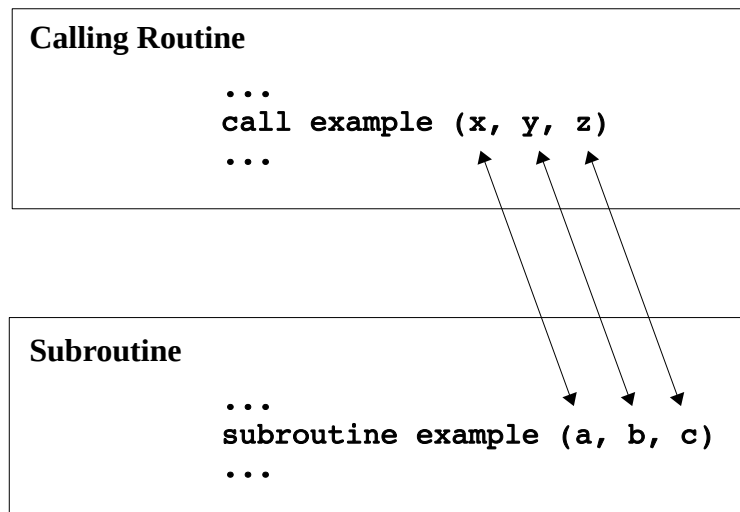 Calling Routine
...
call example (x, y, z)
...
Subroutine
...
subroutine example (a, b, c)
...